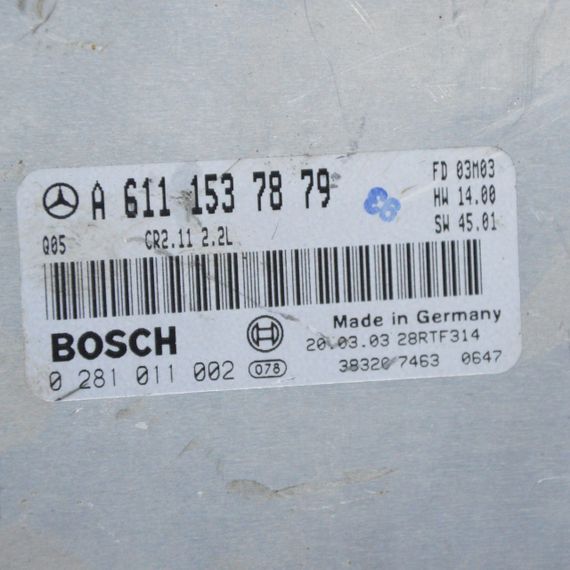 A 611 153 78 79
FD 03M03
HW 14.00
SW 45.01
Q05 CR2.11 2.2L
BOSCH
Made in Germany
20.03.03 28RTF314
0 281 011 002 078
38320 7463 0647